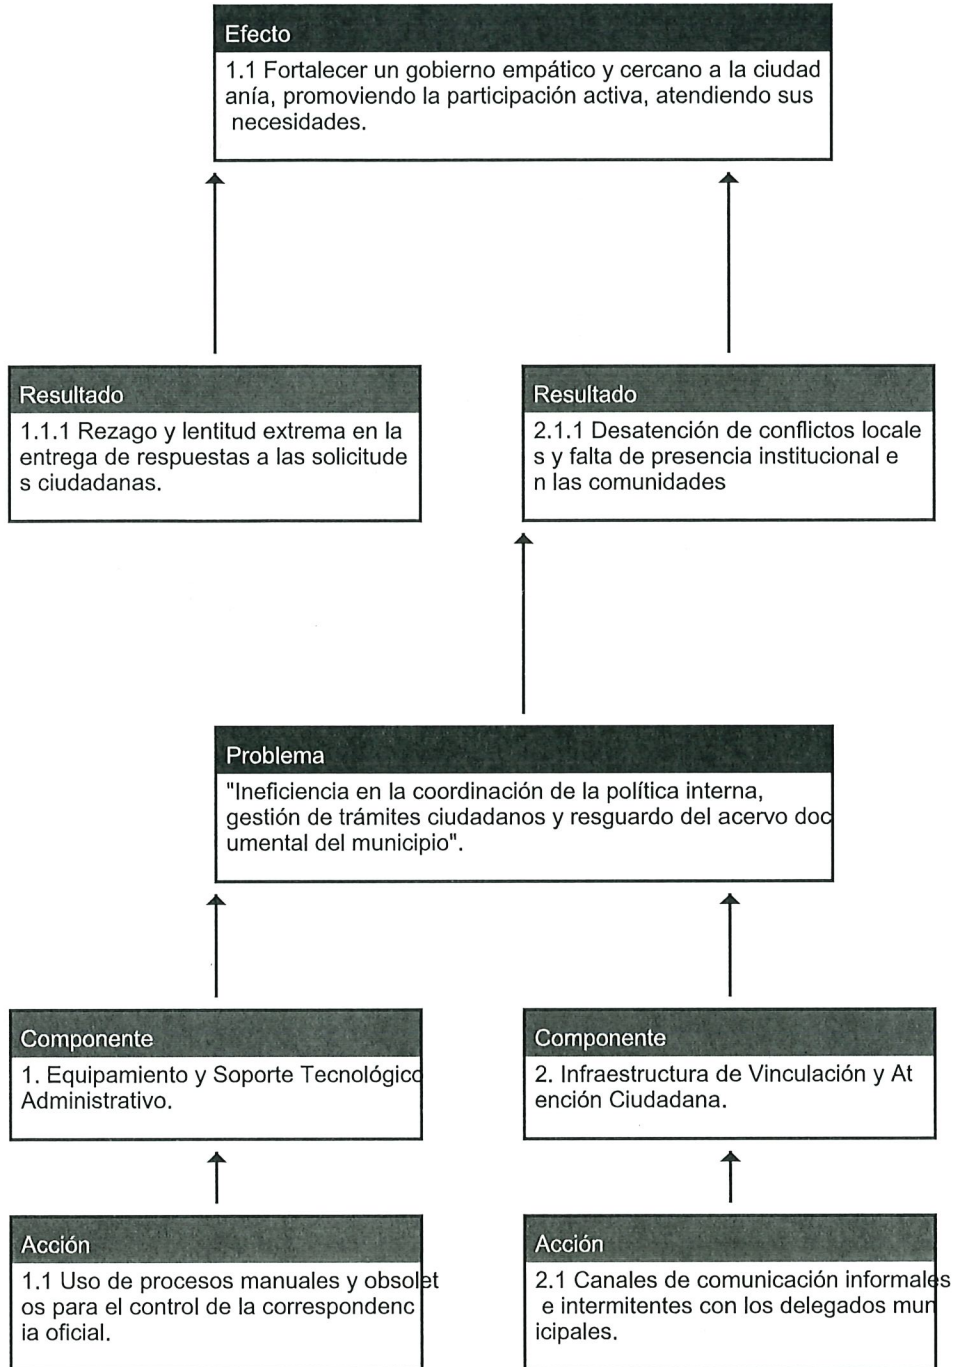 Efecto
1.1 Fortalecer un gobierno empático y cercano a la ciudad
anía, promoviendo la participación activa, atendiendo sus
necesidades.
Resultado
1.1.1 Rezago y lentitud extrema en la
entrega de respuestas a las solicitude
s ciudadanas.
Resultado
2.1.1 Desatención de conflictos locale
s y falta de presencia institucional e
n las comunidades
Problema
"Ineficiencia en la coordinación de la política interna,
gestión de trámites ciudadanos y resguardo del acervo doc
umental del municipio".
Componente
1. Equipamiento y Soporte Tecnológico
Administrativo.
Componente
2. Infraestructura de Vinculación y At
ención Ciudadana.
Acción
1.1 Uso de procesos manuales y obsolet
os para el control de la correspondenc
ia oficial.
Acción
2.1 Canales de comunicación informales
e intermitentes con los delegados mun
icipales.